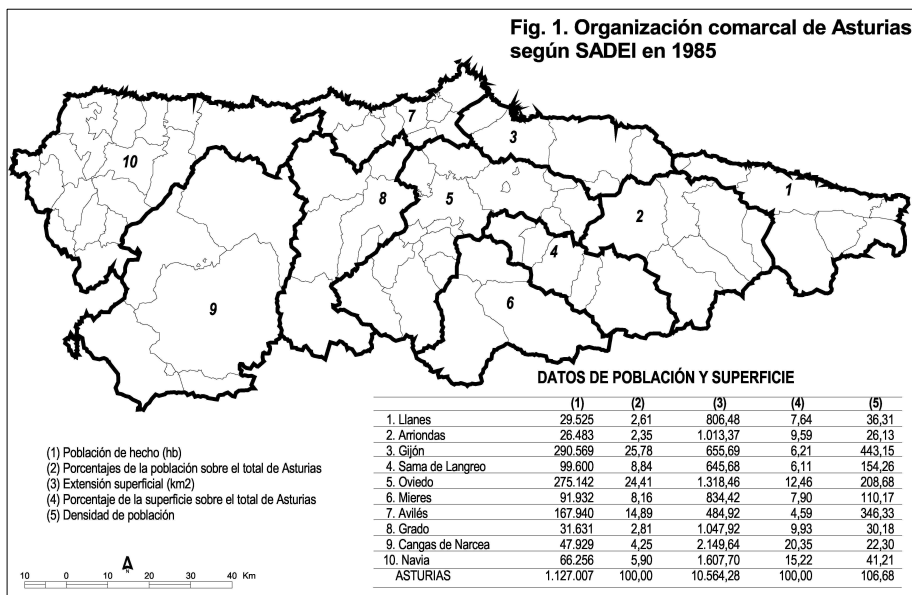 Fig. 1. Organización comarcal de Asturias
según SADEI en 1985
7
3
10
1
8
5
2
4
9
6
DATOS DE POBLACIÓN Y SUPERFICIE
(1) (2) (3) (4) (5)
1. Llanes 29.525 2,61 806,48 7,64 36,31
2. Arriondas 26.483 2,35 1.013,37 9,59 26,13
3. Gijón 290.569 25,78 655,69 6,21 443,15
4. Sama de Langreo 99.600 8,84 645,68 6,11 154,26
5. Oviedo 275.142 24,41 1.318,46 12,46 208,68
6. Mieres 91.932 8,16 834,42 7,90 110,17
7. Avilés 167.940 14,89 484,92 4,59 346,33
8. Grado 31.631 2,81 1.047,92 9,93 30,18
9. Cangas de Narcea 47.929 4,25 2.149,64 20,35 22,30
10. Navia 66.256 5,90 1.607,70 15,22 41,21
ASTURIAS 1.127.007 100,00 10.564,28 100,00 106,68
(1) Población de hecho (hb)
(2) Porcentajes de la población sobre el total de Asturias
(3) Extensión superficial (km2)
(4) Porcentaje de la superficie sobre el total de Asturias
(5) Densidad de población
N
10 0 10 20 30 40 Km